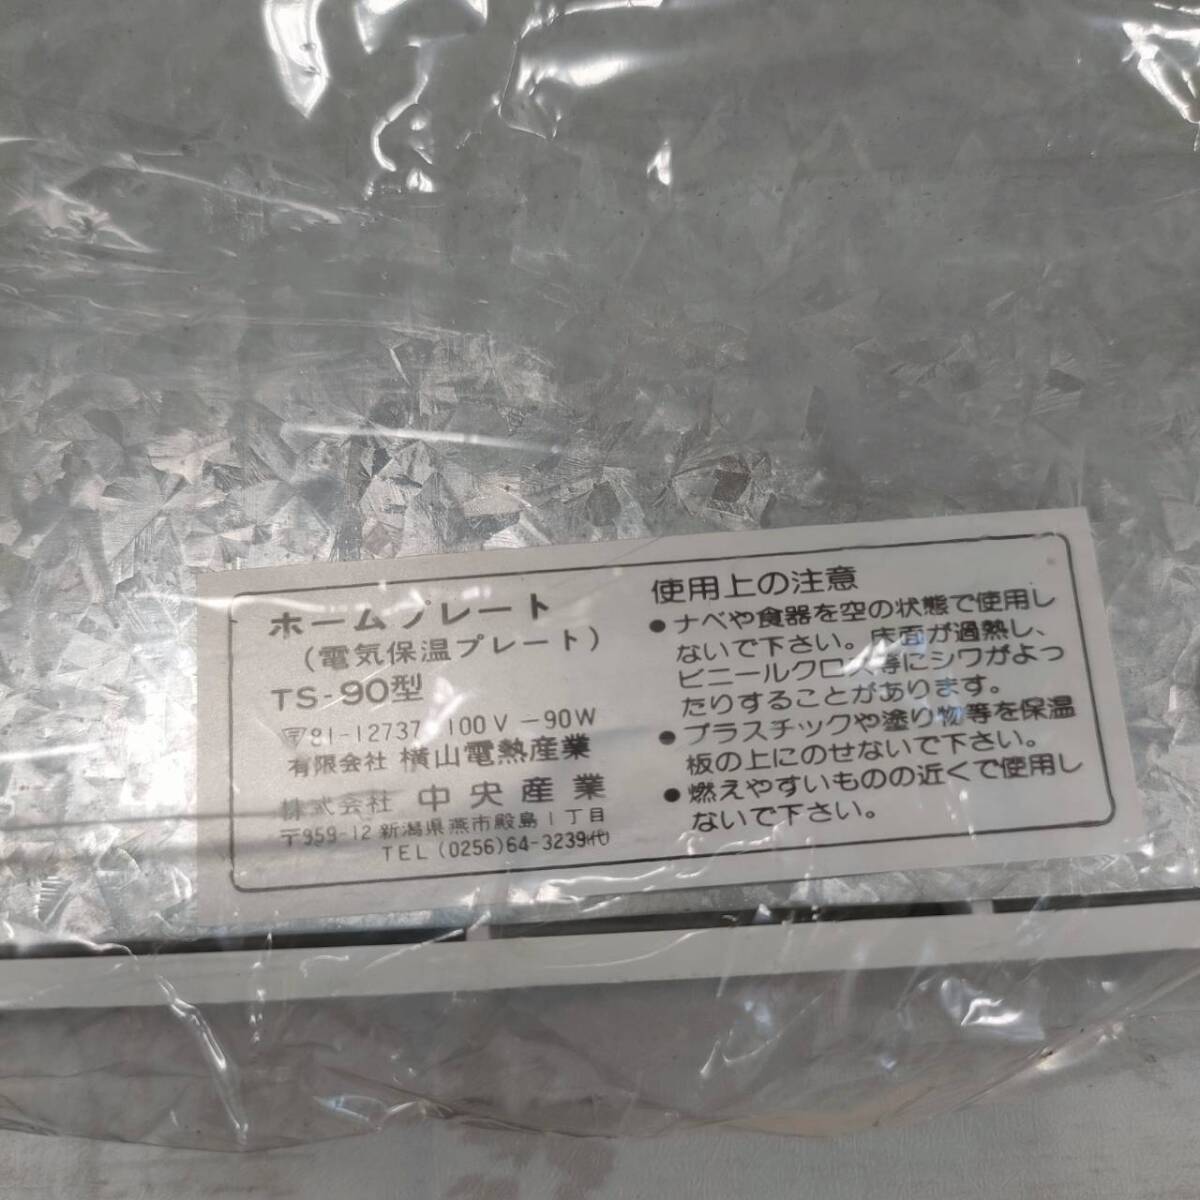 ホームプレート
(電気保温プレート)
TS-90型
〒81-12737 100V-90W
有限会社 横山電熱産業
株式会社 中央産業
〒959-12 新潟県燕市殿島1丁目
TEL (0256)64-3239代
使用上の注意
●ナベや食器を空の状態で使用し
ないで下さい。床面が過熱し、
ビニールクロス等にシワがよっ
たりすることがあります。
●プラスチックや塗り物等を保温
板の上にのせないで下さい。
●燃えやすいものの近くで使用し
ないで下さい。